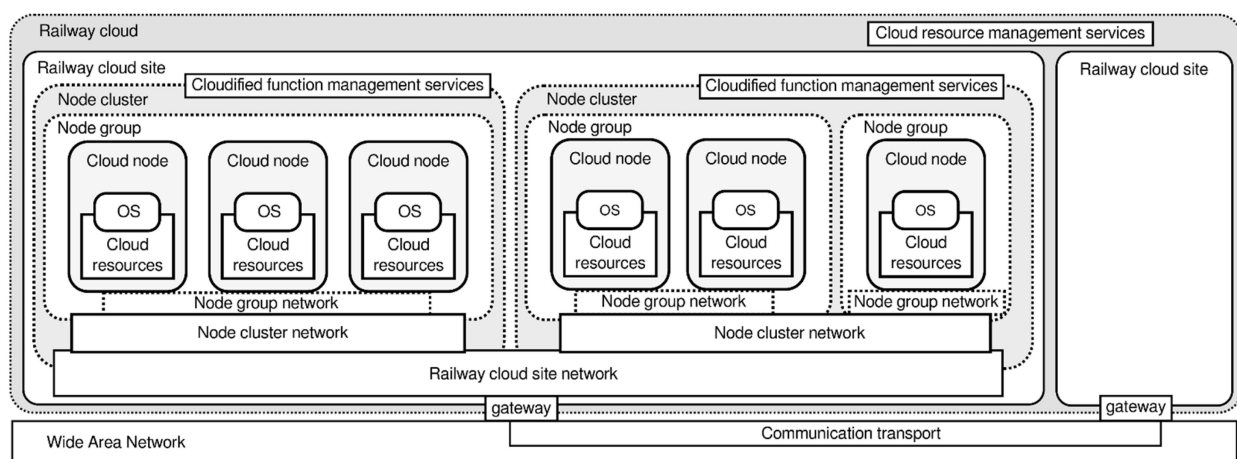 Railway cloud
Cloud resource management services
Railway cloud site
Railway cloud site
Cloudified function management services
Cloudified function management services
Node cluster
Node cluster
Node group
Node group
Node group
Cloud node
Cloud node
Cloud node
Cloud node
Cloud node
Cloud node
OS
OS
OS
OS
OS
OS
Cloud
resources
Cloud
resources
Cloud
resources
Cloud
resources
Cloud
resources
Cloud
resources
Node group network
Node group network
Node group network
Node cluster network
Node cluster network
Railway cloud site network
gateway
gateway
Wide Area Network
Communication transport